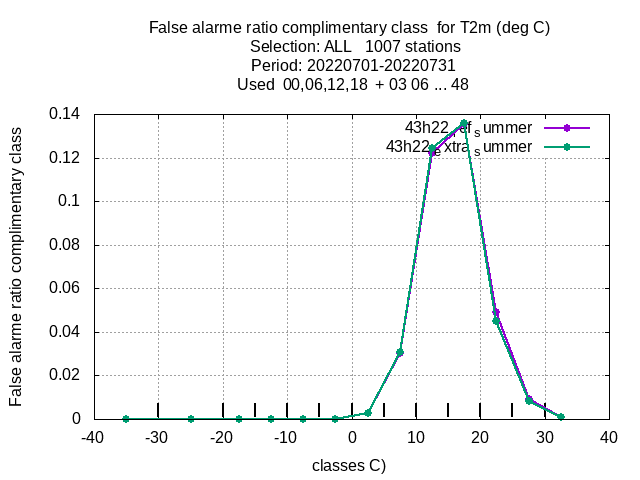 False alarme ratio complimentary class for T2m (deg C)
Selection: ALL 1007 stations
Period: 20220701-20220731
Used 00,06,12,18 + 03 06 ... 48
False alarme ratio complimentary class
0.14
0.12
0.1
0.08
0.06
0.04
0.02
0
43h22_ref_summer
43h22_extra_summer
-40 -30 -20 -10 0 10 20 30 40
classes C)